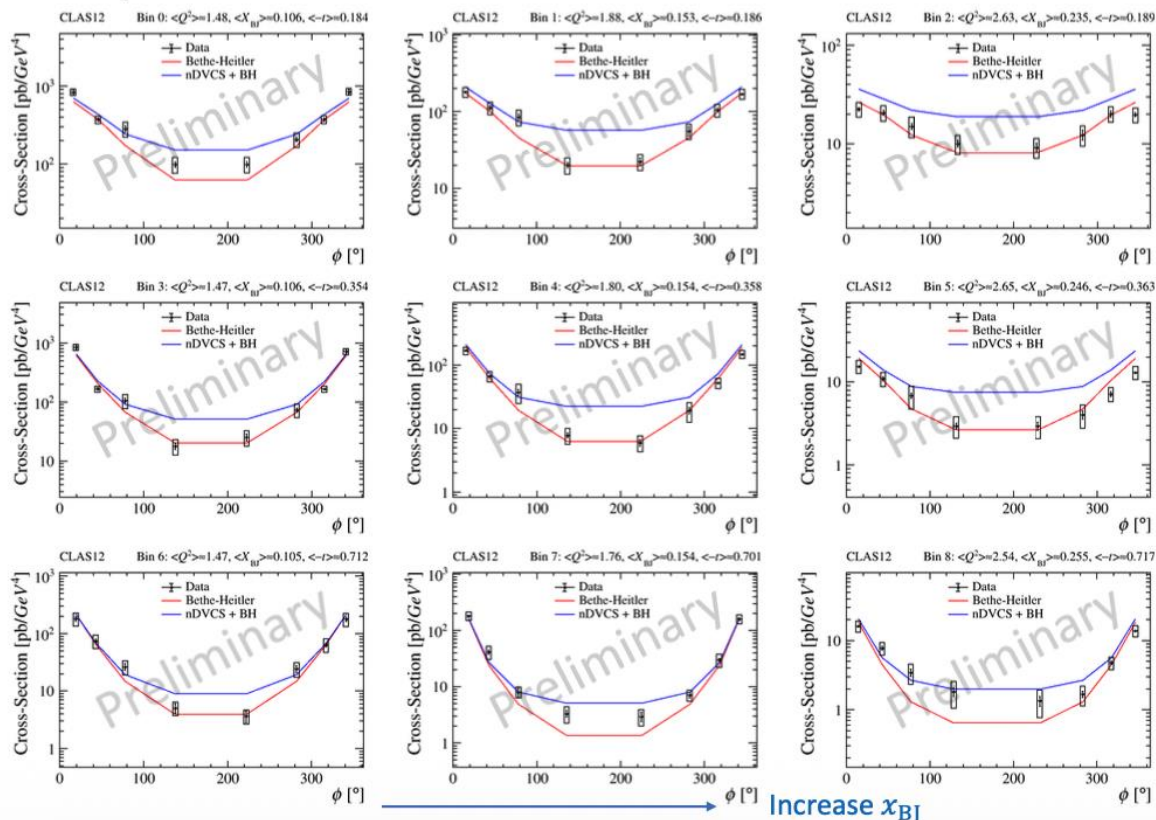 CLAS12 Bin 0: <Q²>≈1.48, <X_BJ>≈0.106, <-t>≈0.184
Data
Bethe-Heitler
nDVCS + BH
Preliminary
Cross-Section [pb/GeV⁴]
10³
10²
0 100 200 300
ϕ [°]
CLAS12 Bin 1: <Q²>≈1.88, <X_BJ>≈0.153, <-t>≈0.186
Data
Bethe-Heitler
nDVCS + BH
Preliminary
Cross-Section [pb/GeV⁴]
10³
10²
10
0 100 200 300
ϕ [°]
CLAS12 Bin 2: <Q²>≈2.63, <X_BJ>≈0.235, <-t>≈0.189
Data
Bethe-Heitler
nDVCS + BH
Preliminary
Cross-Section [pb/GeV⁴]
10²
10
0 100 200 300
ϕ [°]
CLAS12 Bin 3: <Q²>≈1.47, <X_BJ>≈0.106, <-t>≈0.354
Data
Bethe-Heitler
nDVCS + BH
Preliminary
Cross-Section [pb/GeV⁴]
10³
10²
10
0 100 200 300
ϕ [°]
CLAS12 Bin 4: <Q²>≈1.80, <X_BJ>≈0.154, <-t>≈0.358
Data
Bethe-Heitler
nDVCS + BH
Preliminary
Cross-Section [pb/GeV⁴]
10²
10
1
0 100 200 300
ϕ [°]
CLAS12 Bin 5: <Q²>≈2.65, <X_BJ>≈0.246, <-t>≈0.363
Data
Bethe-Heitler
nDVCS + BH
Preliminary
Cross-Section [pb/GeV⁴]
10
1
0 100 200 300
ϕ [°]
CLAS12 Bin 6: <Q²>≈1.47, <X_BJ>≈0.105, <-t>≈0.712
Data
Bethe-Heitler
nDVCS + BH
Preliminary
Cross-Section [pb/GeV⁴]
10³
10²
10
1
0 100 200 300
ϕ [°]
CLAS12 Bin 7: <Q²>≈1.76, <X_BJ>≈0.154, <-t>≈0.701
Data
Bethe-Heitler
nDVCS + BH
Preliminary
Cross-Section [pb/GeV⁴]
10³
10²
10
1
0 100 200 300
ϕ [°]
CLAS12 Bin 8: <Q²>≈2.54, <X_BJ>≈0.255, <-t>≈0.717
Data
Bethe-Heitler
nDVCS + BH
Preliminary
Cross-Section [pb/GeV⁴]
10
1
0 100 200 300
ϕ [°]
Increase x_BJ